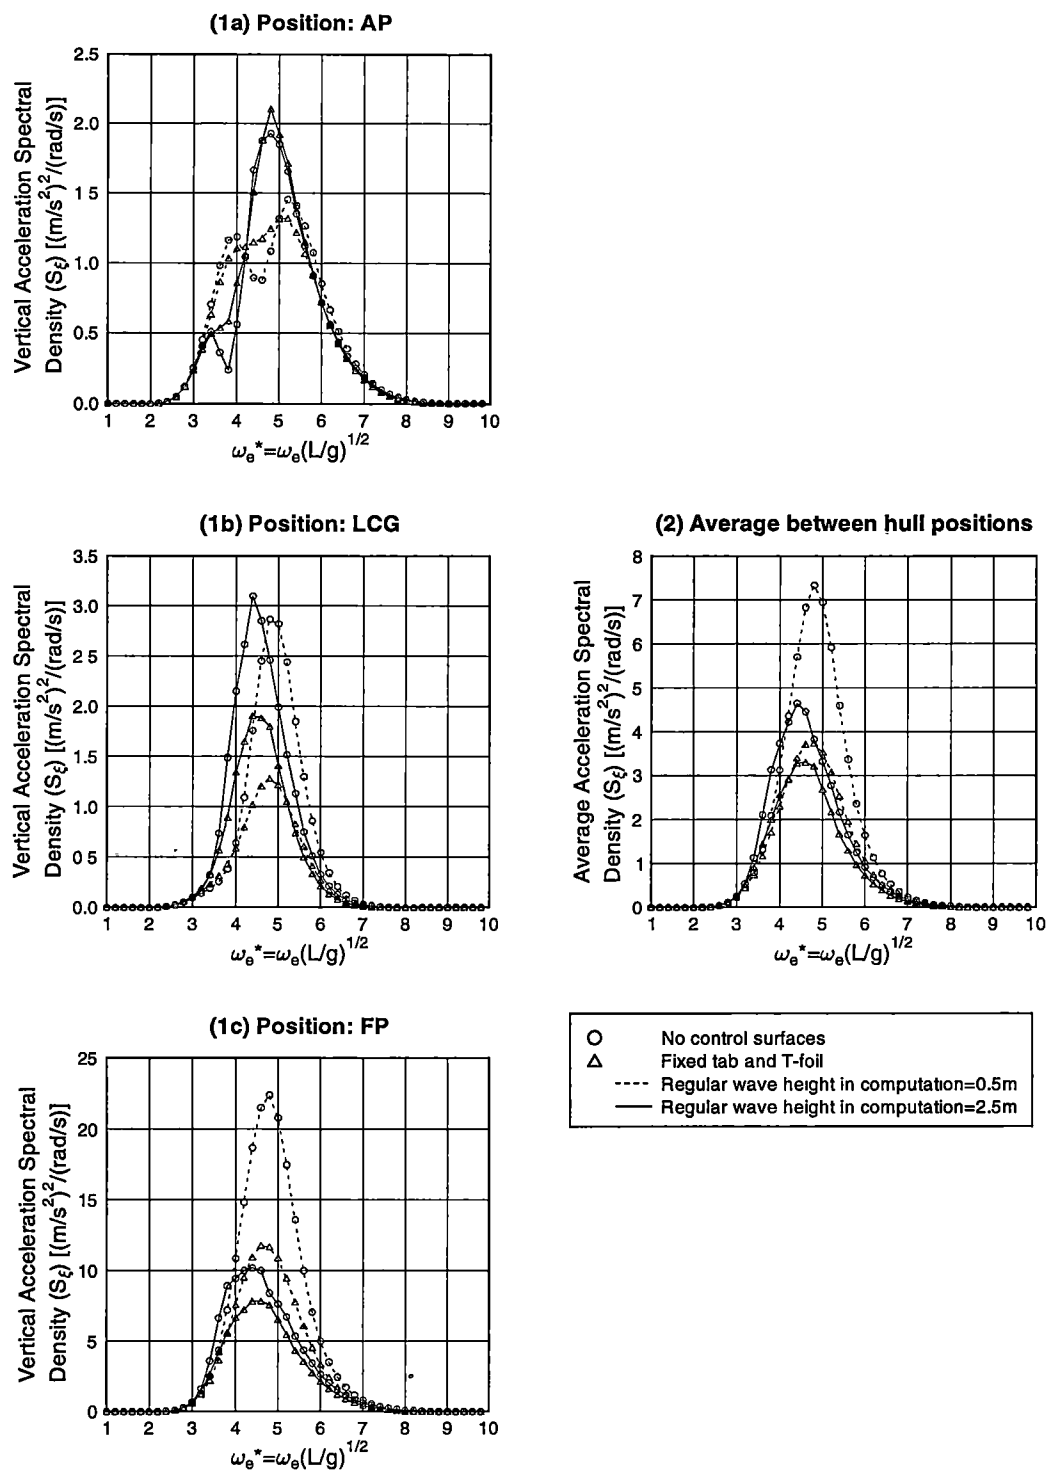 (1a) Position: AP
Vertical Acceleration Spectral
Density (Sξ) [(m/s²)²/(rad/s)]
2.5
2.0
1 5
1.0
0.5
0.0
1 2 3 4 5 6 7 8 9 10
ωe*=ωe(L/g)^1/2
(1b) Position: LCG
Vertical Acceleration Spectral
Density (Sξ) [(m/s²)²/(rad/s)]
3.5
3.0
2.5
2.0
1.5
1.0
0.5
0.0
1 2 3 4 5 6 7 8 9 10
ωe*=ωe(L/g)^1/2
(2) Average between hull positions
Average Acceleration Spectral
Density (Sξ) [(m/s²)²/(rad/s)]
8
7
6
5
4
3
2
1
0
1 2 3 4 5 6 7 8 9 10
ωe*=ωe(L/g)^1/2
(1c) Position: FP
Vertical Acceleration Spectral
Density (Sξ) [(m/s²)²/(rad/s)]
25
20
15
10
5
0
1 2 3 4 5 6 7 8 9 10
ωe*=ωe(L/g)^1/2
No control surfaces
Fixed tab and T-foil
Regular wave height in computation=0.5m
Regular wave height in computation=2.5m